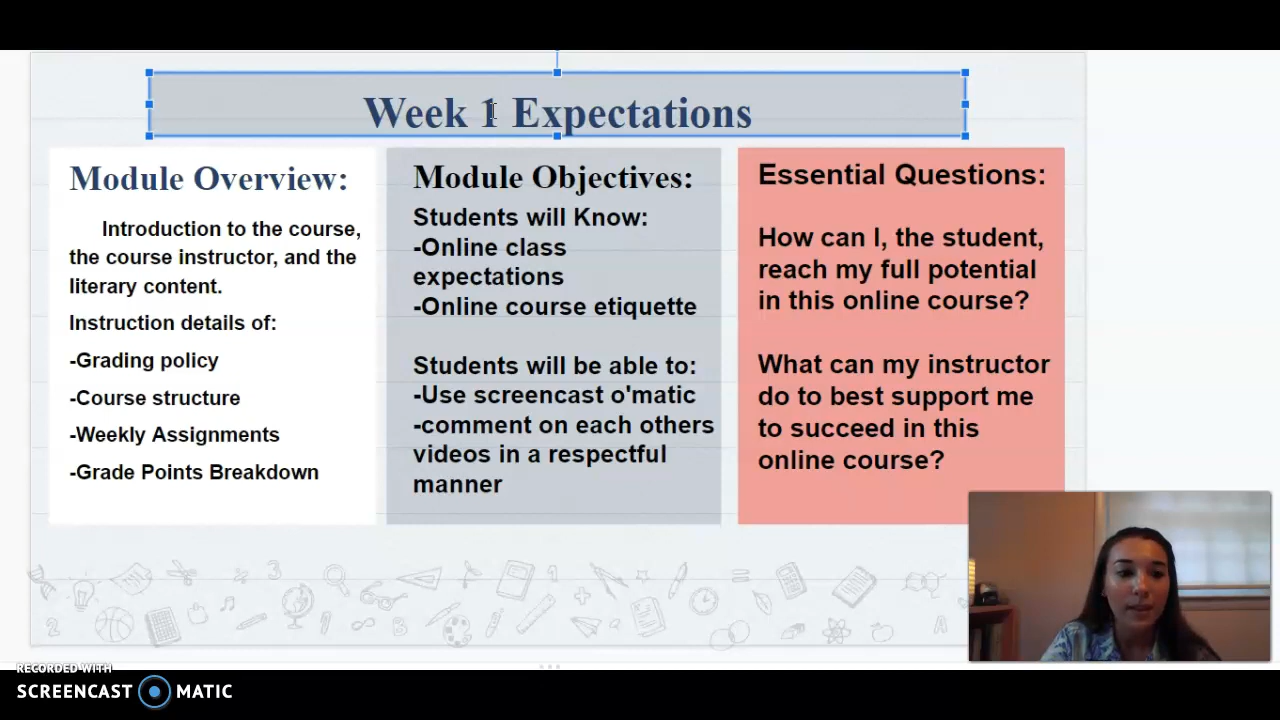 Week 1 Expectations
Module Overview:
Introduction to the course,
the course instructor, and the
literary content.
Instruction details of:
-Grading policy
-Course structure
-Weekly Assignments
-Grade Points Breakdown
Module Objectives:
Students will Know:
-Online class
expectations
-Online course etiquette
Students will be able to:
-Use screencast o'matic
-comment on each others
videos in a respectful
manner
Essential Questions:
How can I, the student,
reach my full potential
in this online course?
What can my instructor
do to best support me
to succeed in this
online course?
RECORDED WITH
SCREENCAST MATIC